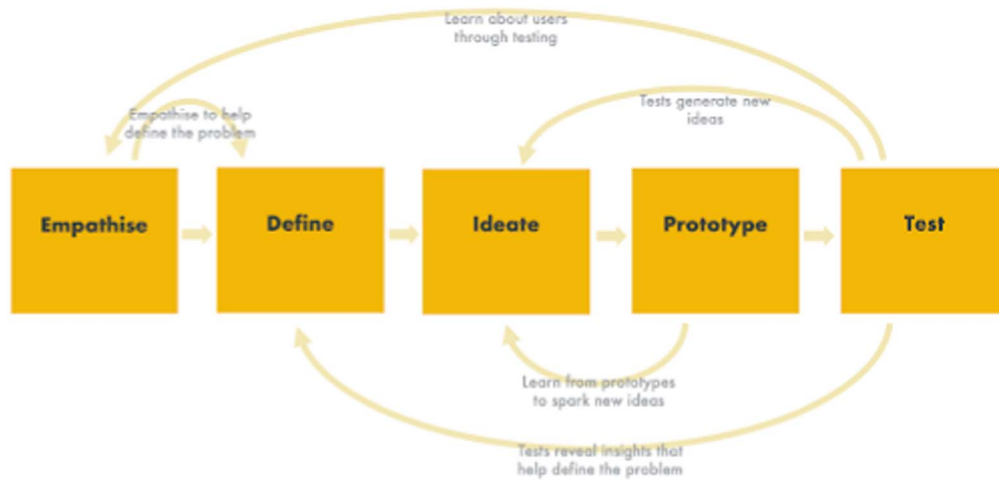 Learn about users
through testing
Empathise to help
define the problem
Tests generate new
ideas
Empathise
Define
Ideate
Prototype
Test
Learn from prototypes
to spark new ideas
Tests reveal insights that
help define the problem